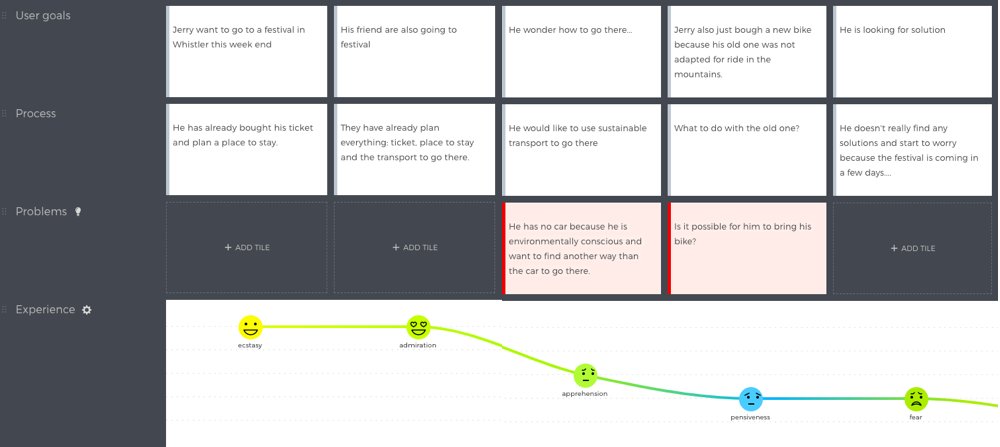 User goals
Jerry want to go to a festival in
Whistler this week end
His friend are also going to
festival
He wonder how to go there...
Jerry also just bough a new bike
because his old one was not
adapted for ride in the
mountains.
He is looking for solution
Process
He has already bought his ticket
and plan a place to stay.
They have already plan
everything: ticket, place to stay
and the transport to go there.
He would like to use sustainable
transport to go there
What to do with the old one?
He doesn't really find any
solutions and start to worry
because the festival is coming in
a few days....
Problems
+ ADD TILE
+ ADD TILE
He has no car because he is
environmentally conscious and
want to find another way than
the car to go there.
Is it possible for him to bring his
bike?
+ ADD TILE
Experience
ecstasy
admiration
apprehension
pensiveness
fear